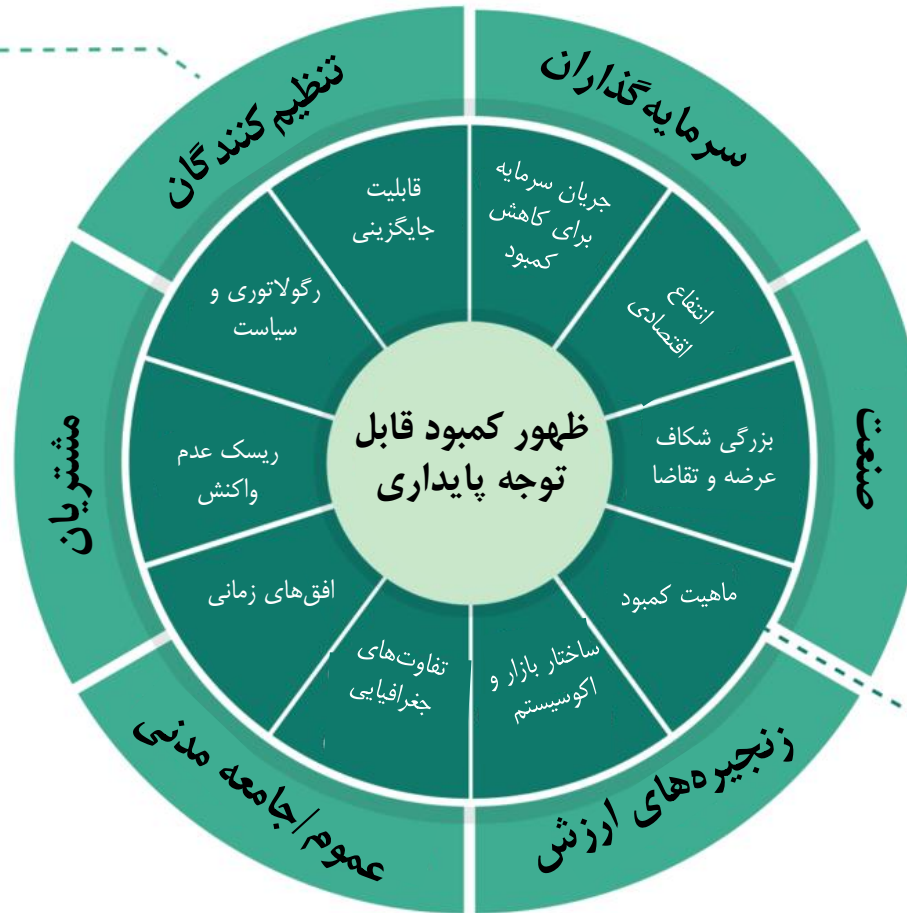 تنظیم‌کنندگان
سرمایه‌گذاران
صنعت
زنجیره‌های ارزش
عموم/جامعه مدنی
مشتریان
قابلیت
جایگزینی
جریان سرمایه
برای کاهش
کمبود
انتفاع
اقتصادی
بزرگی شکاف
عرضه و تقاضا
ماهیت کمبود
ساختار بازار و
اکوسیستم
تفاوت‌های
جغرافیایی
افق‌های زمانی
ریسک عدم
واکنش
رگولاتوری و
سیاست
ظهور کمبود قابل
توجه پایداری